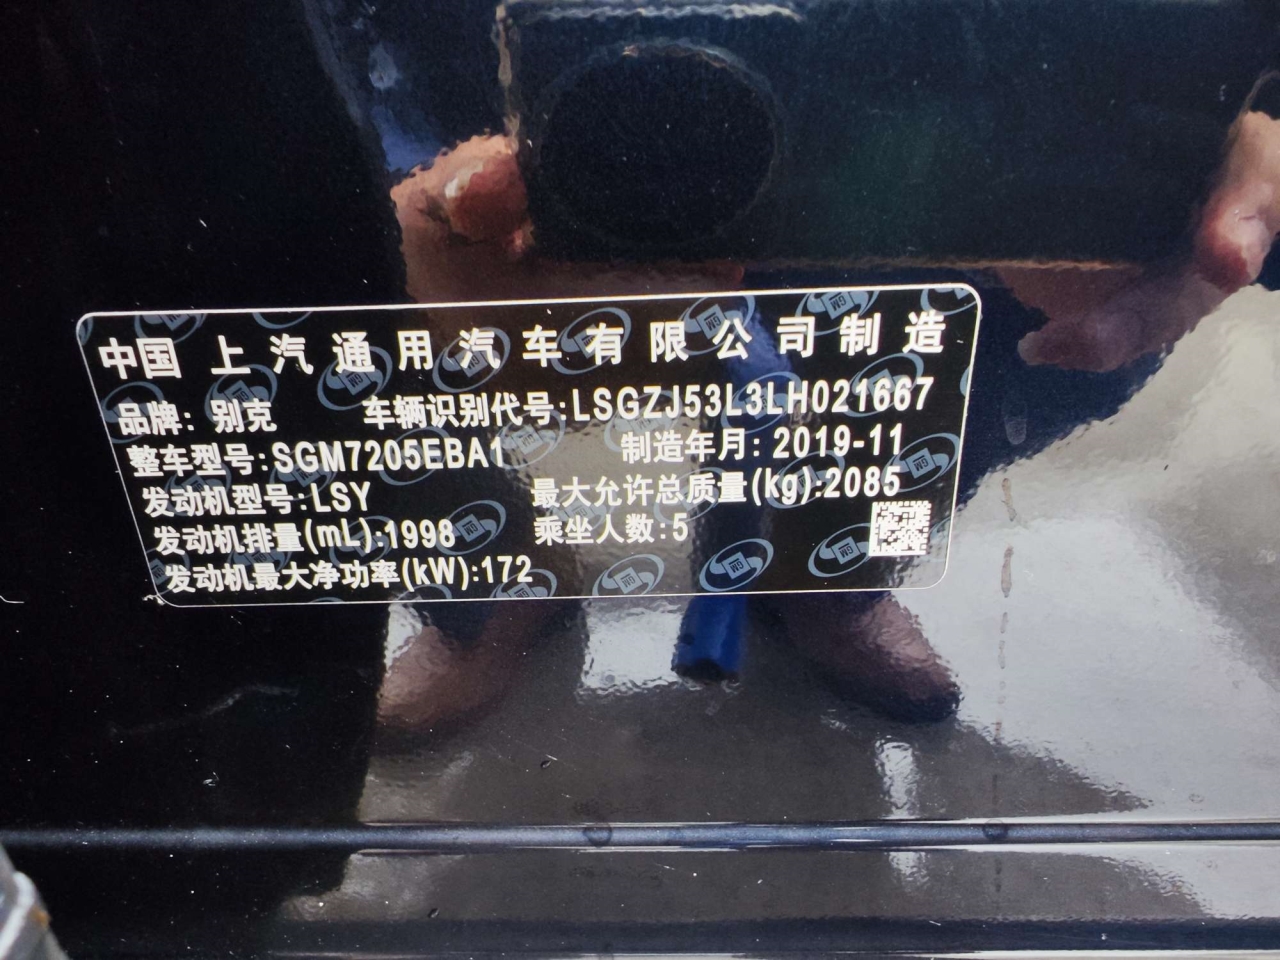 中国 上汽通用汽车有限公司制造
品牌: 别克 车辆识别代号:LSGZJ53L3LH021667
整车型号:SGM7205EBA1 制造年月: 2019-11
发动机型号:LSY 最大允许总质量(kg):2085
发动机排量(mL):1998 乘坐人数:5
发动机最大净功率(kW):172